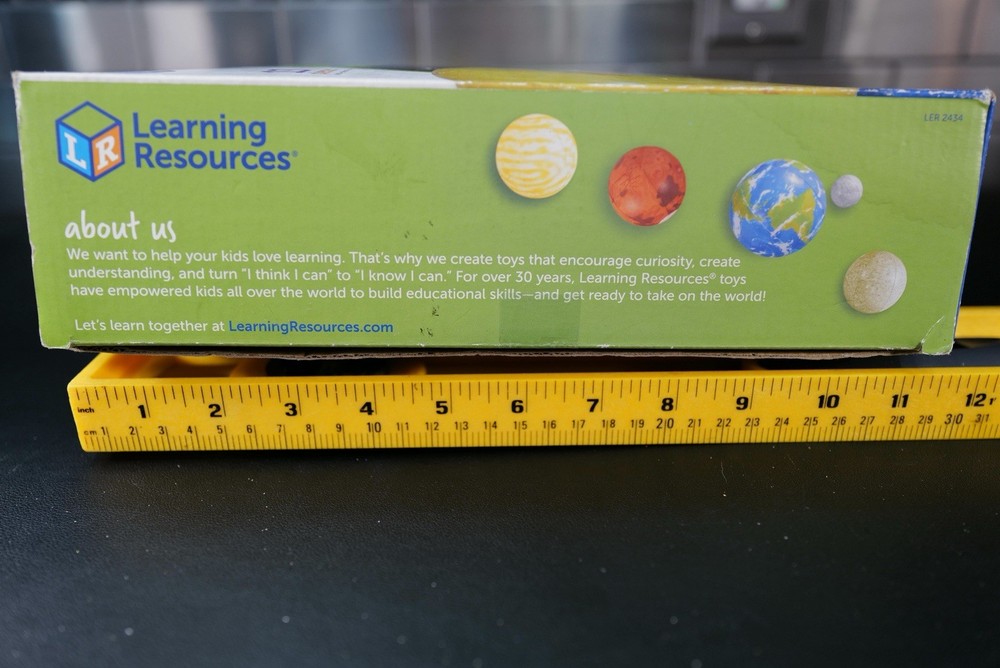 LER 2434
LR
Learning
Resources®
about us
We want to help your kids love learning. That's why we create toys that encourage curiosity, create
understanding, and turn "I think I can" to "I know I can." For over 30 years, Learning Resources® toys
have empowered kids all over the world to build educational skills—and get ready to take on the world!
Let's learn together at LearningResources.com
inch 1 2 3 4 5 6 7 8 9 10 11 12
cm 1 2 3 4 5 6 7 8 9 10 11 12 13 14 15 16 17 18 19 20 21 22 23 24 25 26 27 28 29 30 31